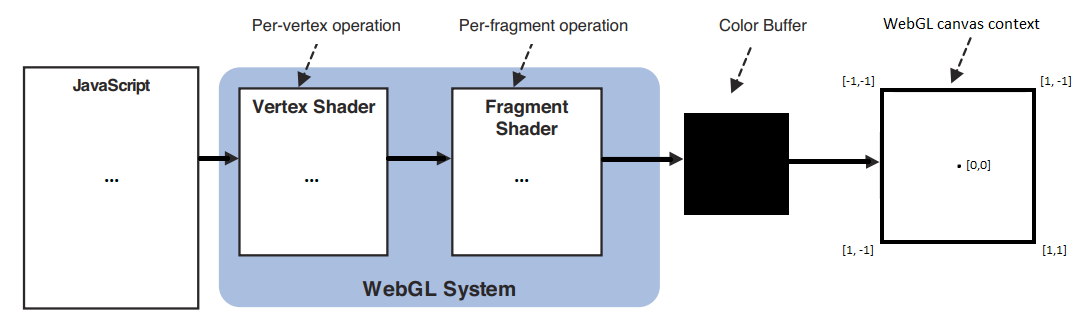 Per-vertex operation
Per-fragment operation
Color Buffer
WebGL canvas context
JavaScript
...
Vertex Shader
...
Fragment
Shader
...
WebGL System
[-1,-1]
[1, -1]
[0,0]
[1, -1]
[1,1]